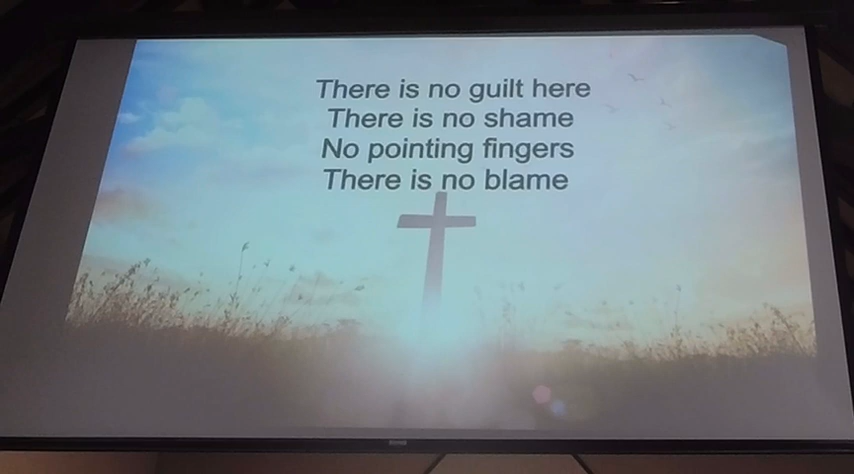 There is no guilt here
There is no shame
No pointing fingers
There is no blame